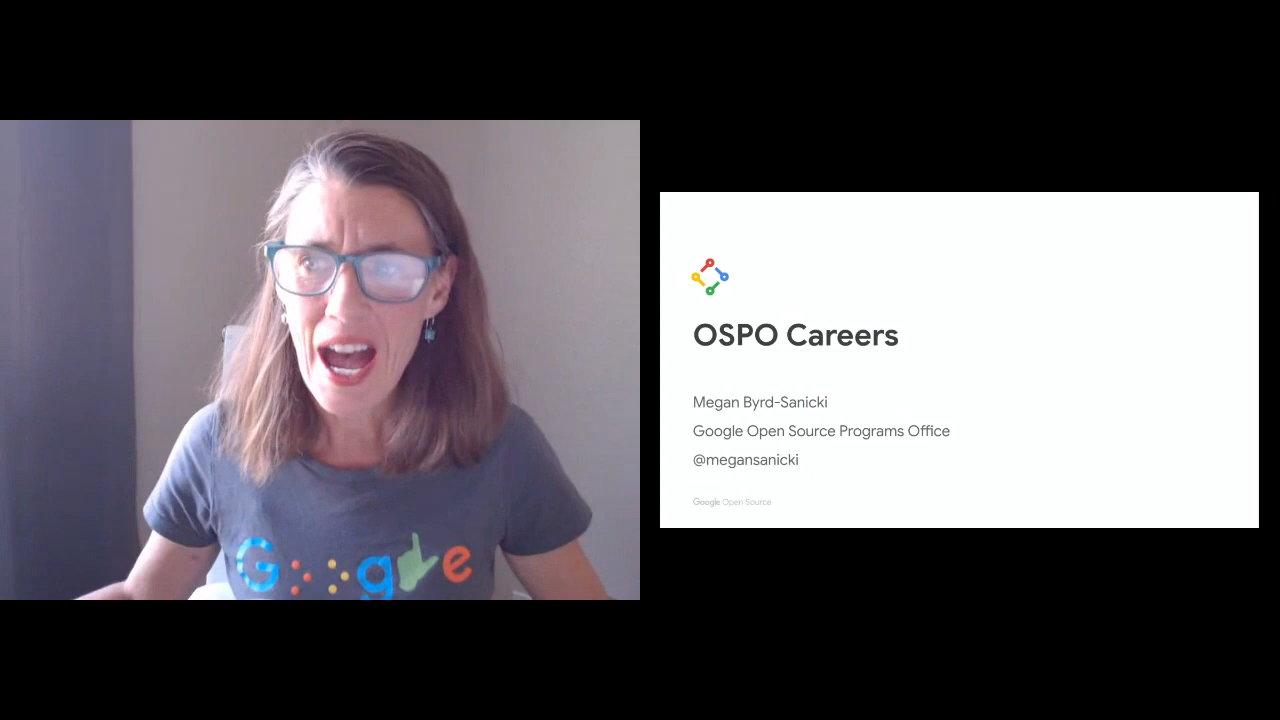 Google
OSPO Careers
Megan Byrd-Sanicki
Google Open Source Programs Office
@megansanicki
Google Open Source